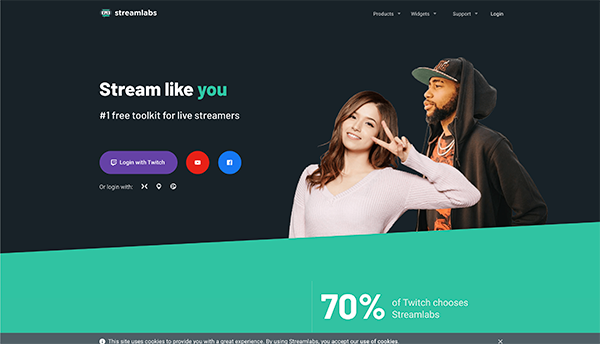 streamlabs
Products Widgets Support Login
Stream like you
#1 free toolkit for live streamers
Login with Twitch
Or login with:
70% of Twitch chooses
Streamlabs
This site uses cookies to provide you with a great experience. By using Streamlabs, you accept our use of cookies.